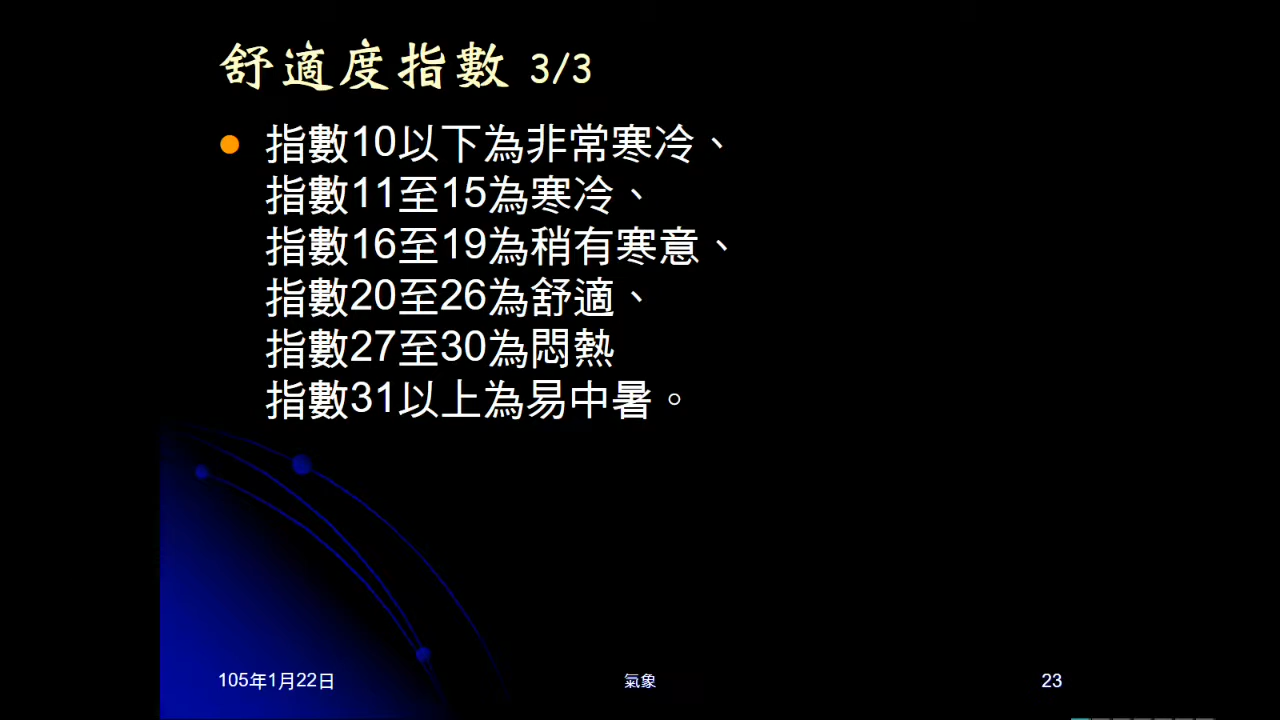 舒適度指數 3/3
指數10以下為非常寒冷、
指數11至15為寒冷、
指數16至19為稍有寒意、
指數20至26為舒適、
指數27至30為悶熱
指數31以上為易中暑。
105年1月22日
氣象
23